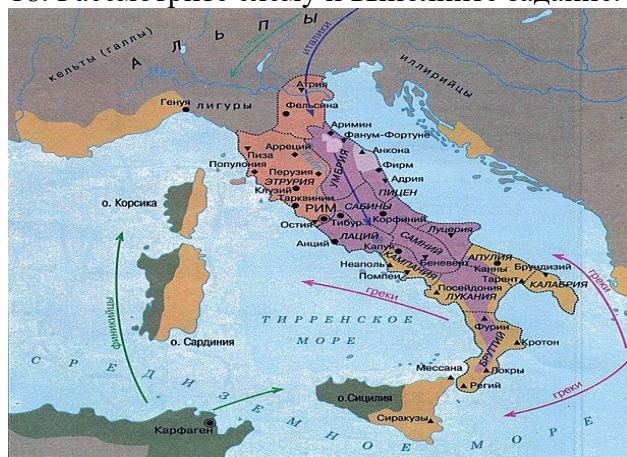 кельты (галлы)
АЛЬПЫ
италики
иллирийцы
Атрия
Генуя
ЛИГУРЫ
Фельсина
Аримин
Фанум-Фортуне
Пиза
Арреций
Анкона
Популония
Перузия
УМБРИЯ
Фирм
ЭТРУРИЯ
Адрия
Клузий
ПИЦЕН
о. Корсика
Тарквинии
САБИНЫ
РИМ
Корфиний
Остия
Тибур
Луцерия
ЛАЦИЙ
САМНИЙ
Анций
Капуя
АПУЛИЯ
КАМПАНИЯ
Беневент
Канны
Брундизий
Неаполь
Помпеи
Тарент
КАЛАБРИЯ
Посейдония
ЛУКАНИЯ
греки
греки
финикийцы
ТИРРЕНСКОЕ
МОРЕ
Фурии
о. Сардиния
БРУТТИЙ
Кротон
Мессана
Локры
Регий
о.Сицилия
Сиракузы
Карфаген
СРЕДИЗЕМНОЕ МОРЕ